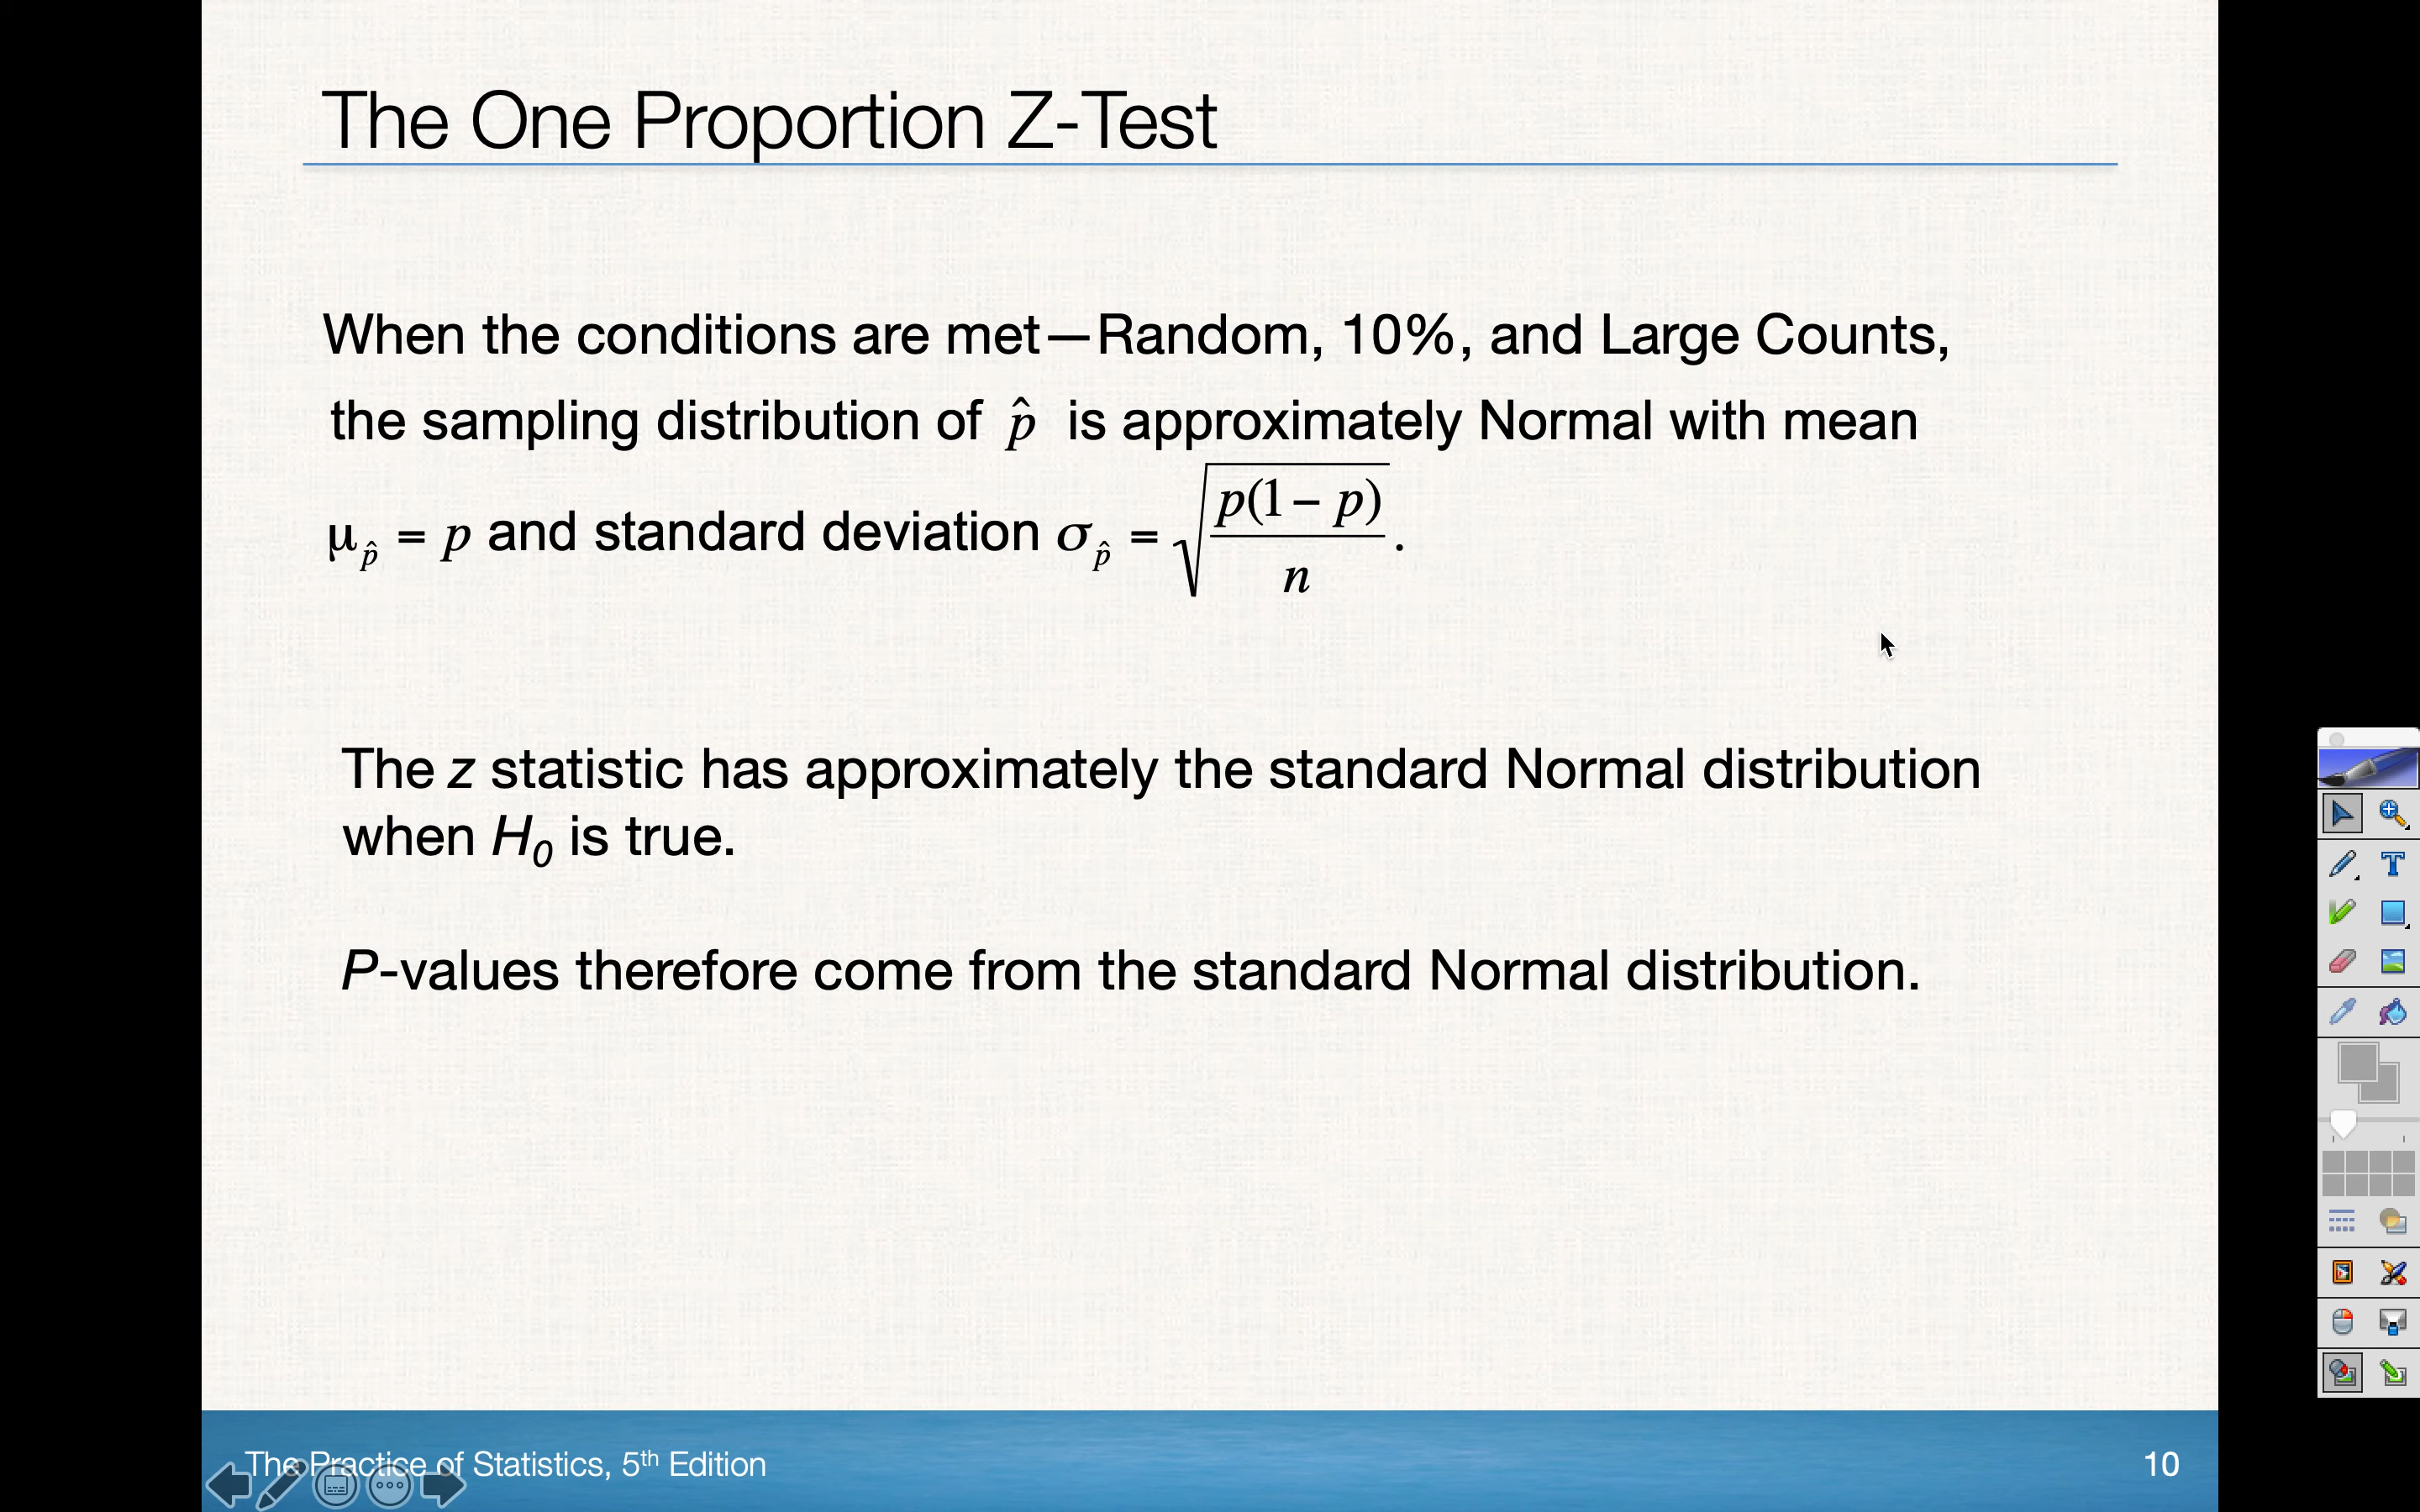 The One Proportion Z-Test
When the conditions are met—Random, 10%, and Large Counts,
the sampling distribution of p̂ is approximately Normal with mean
μ_p̂ = p and standard deviation σ_p̂ = √(p(1 − p)/n).
The z statistic has approximately the standard Normal distribution
when H₀ is true.
P-values therefore come from the standard Normal distribution.
The Practice of Statistics, 5th Edition
10